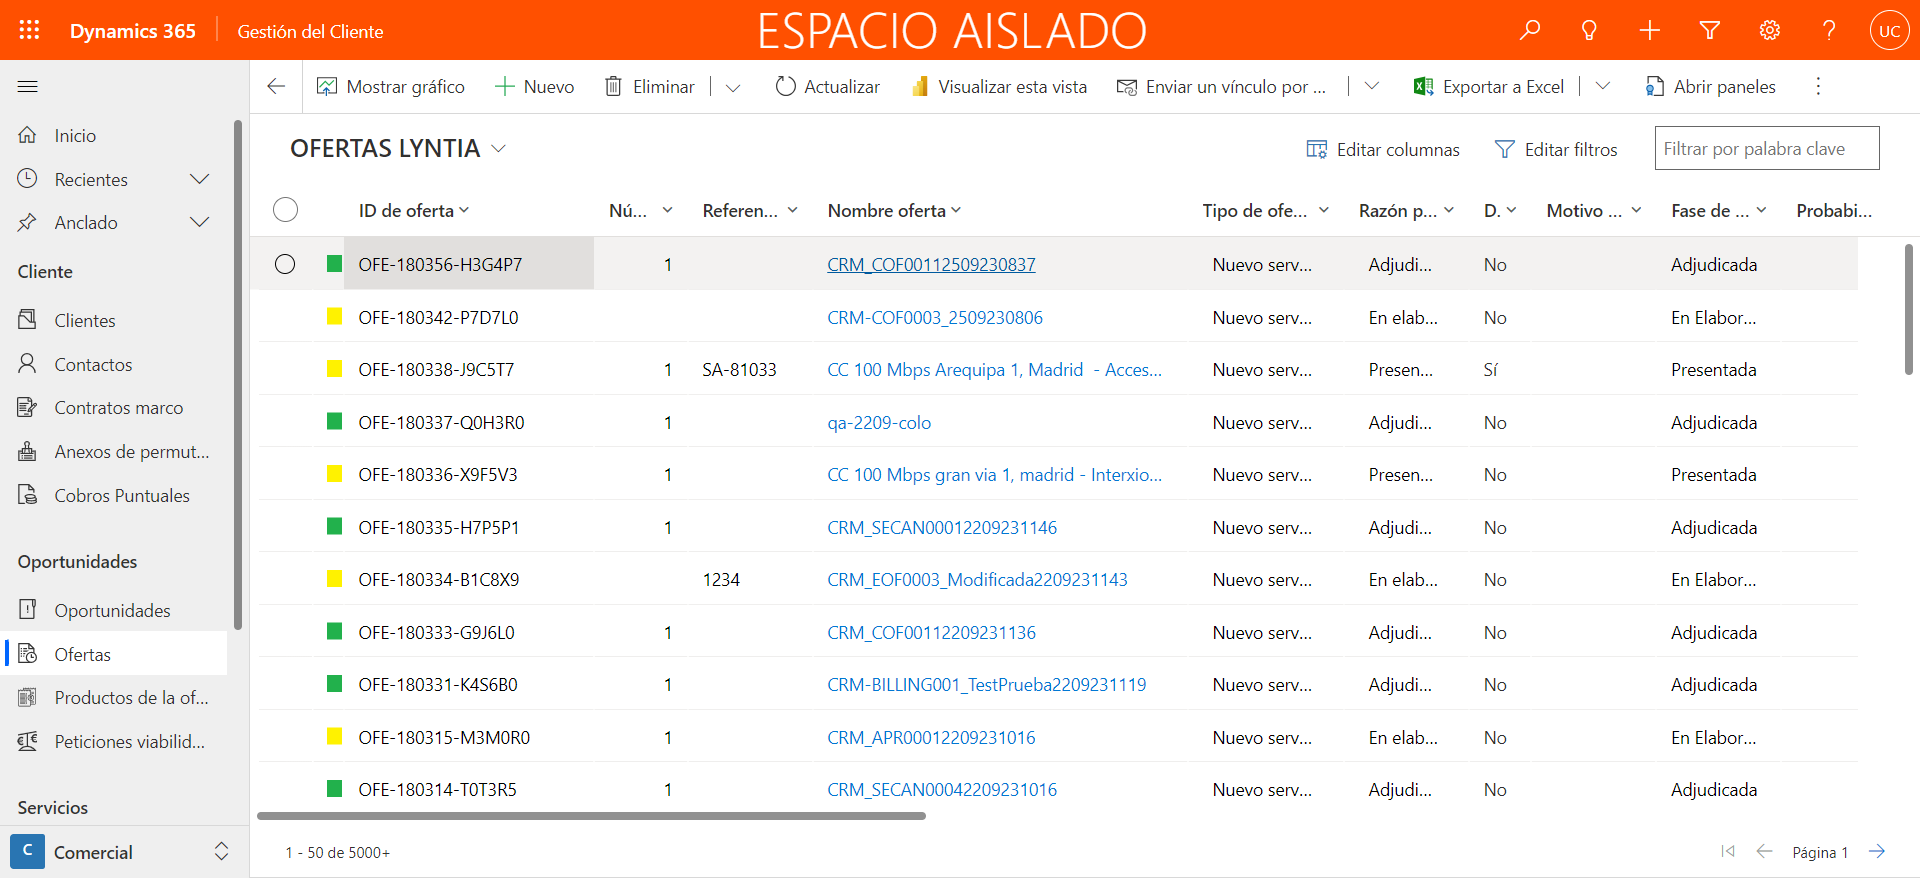 Dynamics 365
Gestión del Cliente
ESPACIO AISLADO
UC
Mostrar gráfico
Nuevo
Eliminar
Actualizar
Visualizar esta vista
Enviar un vínculo por ...
Exportar a Excel
Abrir paneles
Inicio
Recientes
Anclado
Cliente
Clientes
Contactos
Contratos marco
Anexos de permut...
Cobros Puntuales
Oportunidades
Oportunidades
Ofertas
Productos de la of...
Peticiones viabilid...
Servicios
C Comercial
OFERTAS LYNTIA
Editar columnas
Editar filtros
Filtrar por palabra clave
ID de oferta Nú... Referen... Nombre oferta Tipo de ofe... Razón p... D. Motivo ... Fase de ... Probabi...
OFE-180356-H3G4P7 1 CRM_COF00112509230837 Nuevo serv... Adjudi... No Adjudicada
OFE-180342-P7D7L0 CRM-COF0003_2509230806 Nuevo serv... En elab... No En Elabor...
OFE-180338-J9C5T7 1 SA-81033 CC 100 Mbps Arequipa 1, Madrid - Acces... Nuevo serv... Presen... Sí Presentada
OFE-180337-Q0H3R0 1 qa-2209-colo Nuevo serv... Adjudi... No Adjudicada
OFE-180336-X9F5V3 1 CC 100 Mbps gran via 1, madrid - Interxio... Nuevo serv... Presen... No Presentada
OFE-180335-H7P5P1 1 CRM_SECAN00012209231146 Nuevo serv... Adjudi... No Adjudicada
OFE-180334-B1C8X9 1234 CRM_EOF0003_Modificada2209231143 Nuevo serv... En elab... No En Elabor...
OFE-180333-G9J6L0 1 CRM_COF00112209231136 Nuevo serv... Adjudi... No Adjudicada
OFE-180331-K4S6B0 1 CRM-BILLING001_TestPrueba2209231119 Nuevo serv... Adjudi... No Adjudicada
OFE-180315-M3M0R0 1 CRM_APR00012209231016 Nuevo serv... En elab... No En Elabor...
OFE-180314-T0T3R5 1 CRM_SECAN00042209231016 Nuevo serv... Adjudi... No Adjudicada
1 - 50 de 5000+
Página 1